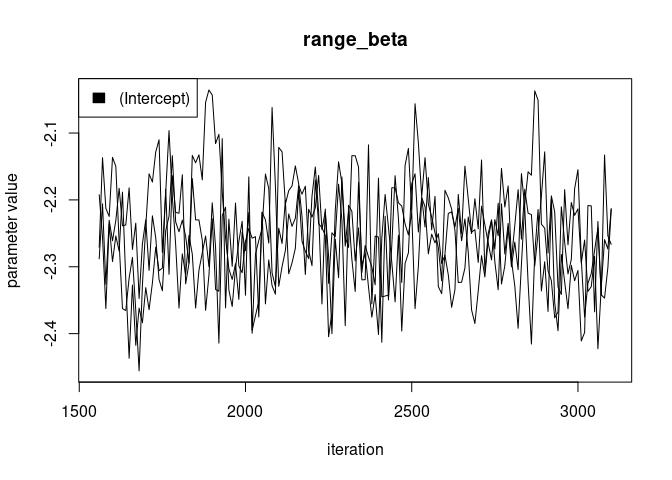 range_beta
(Intercept)
parameter value
-2.1
-2.2
-2.3
-2.4
1500 2000 2500 3000
iteration